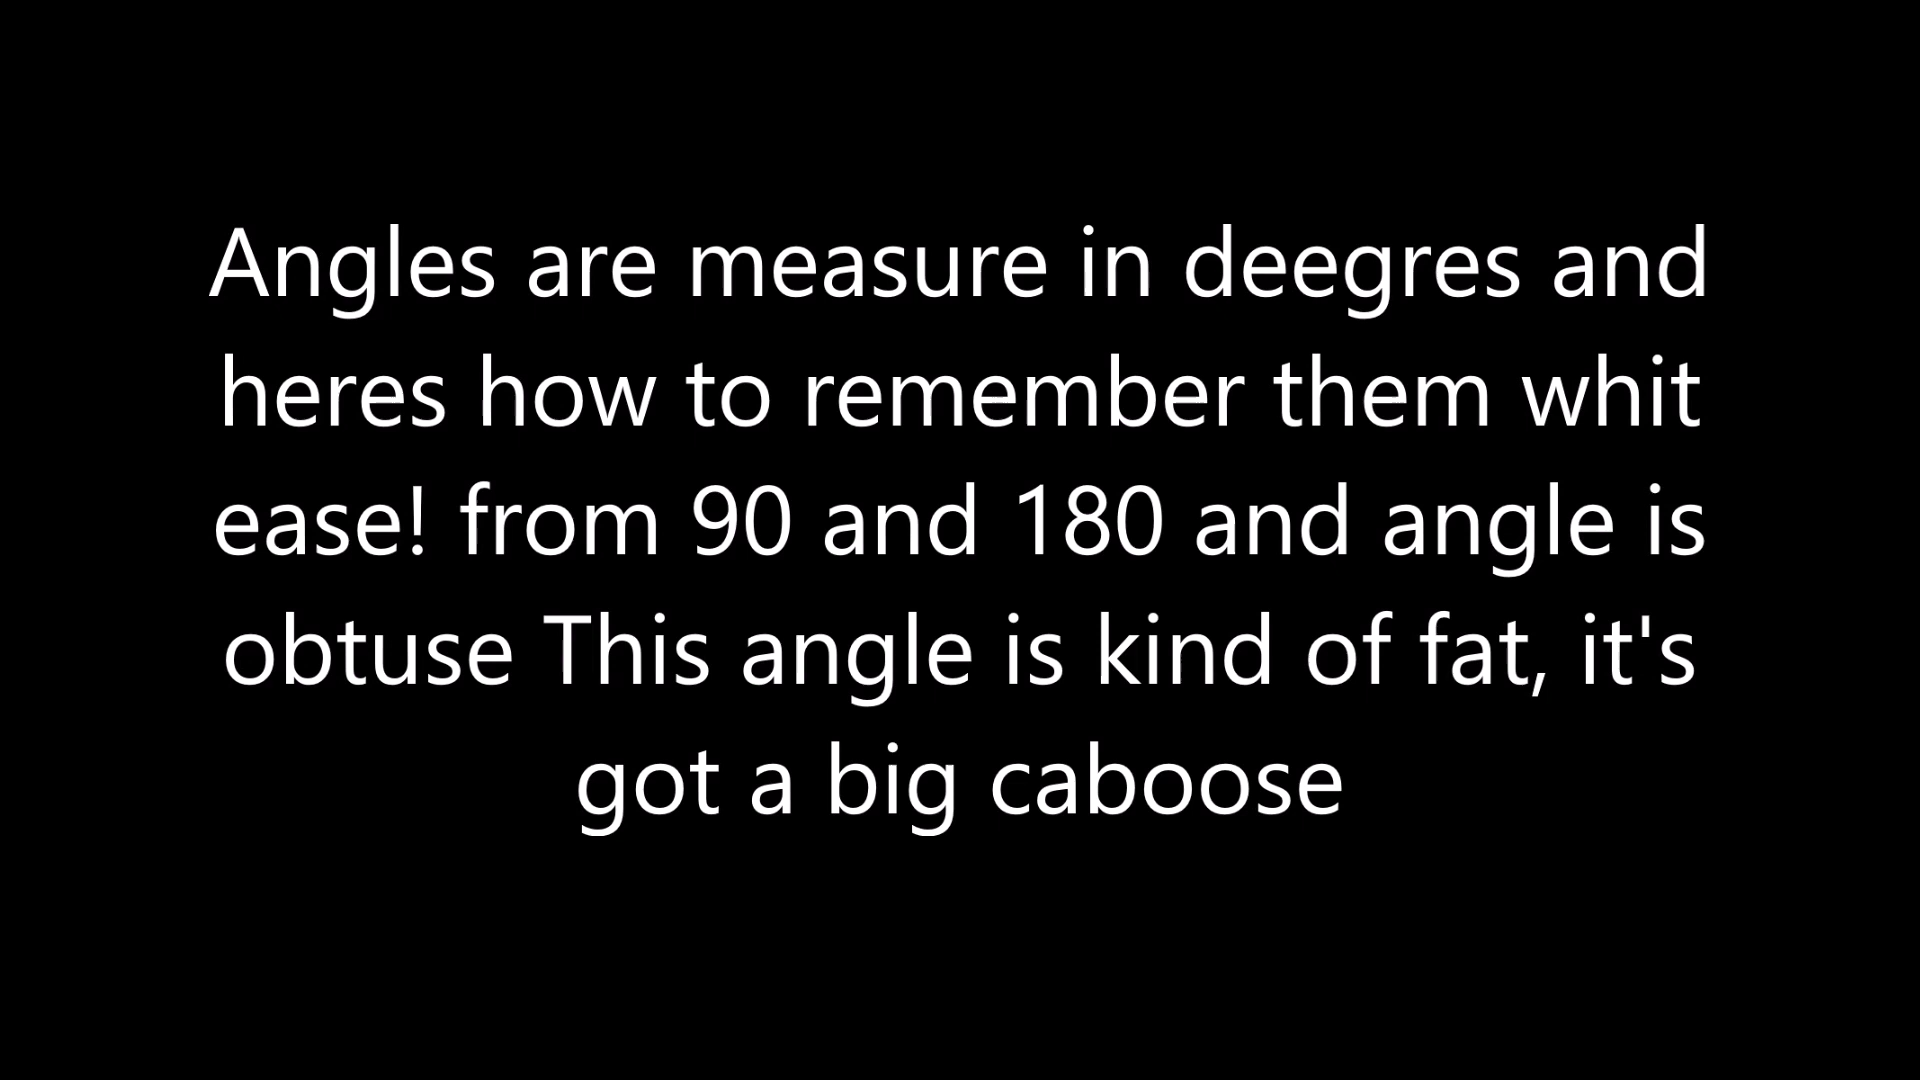 Angles are measure in deegres and
heres how to remember them whit
ease! from 90 and 180 and angle is
obtuse This angle is kind of fat, it's
got a big caboose